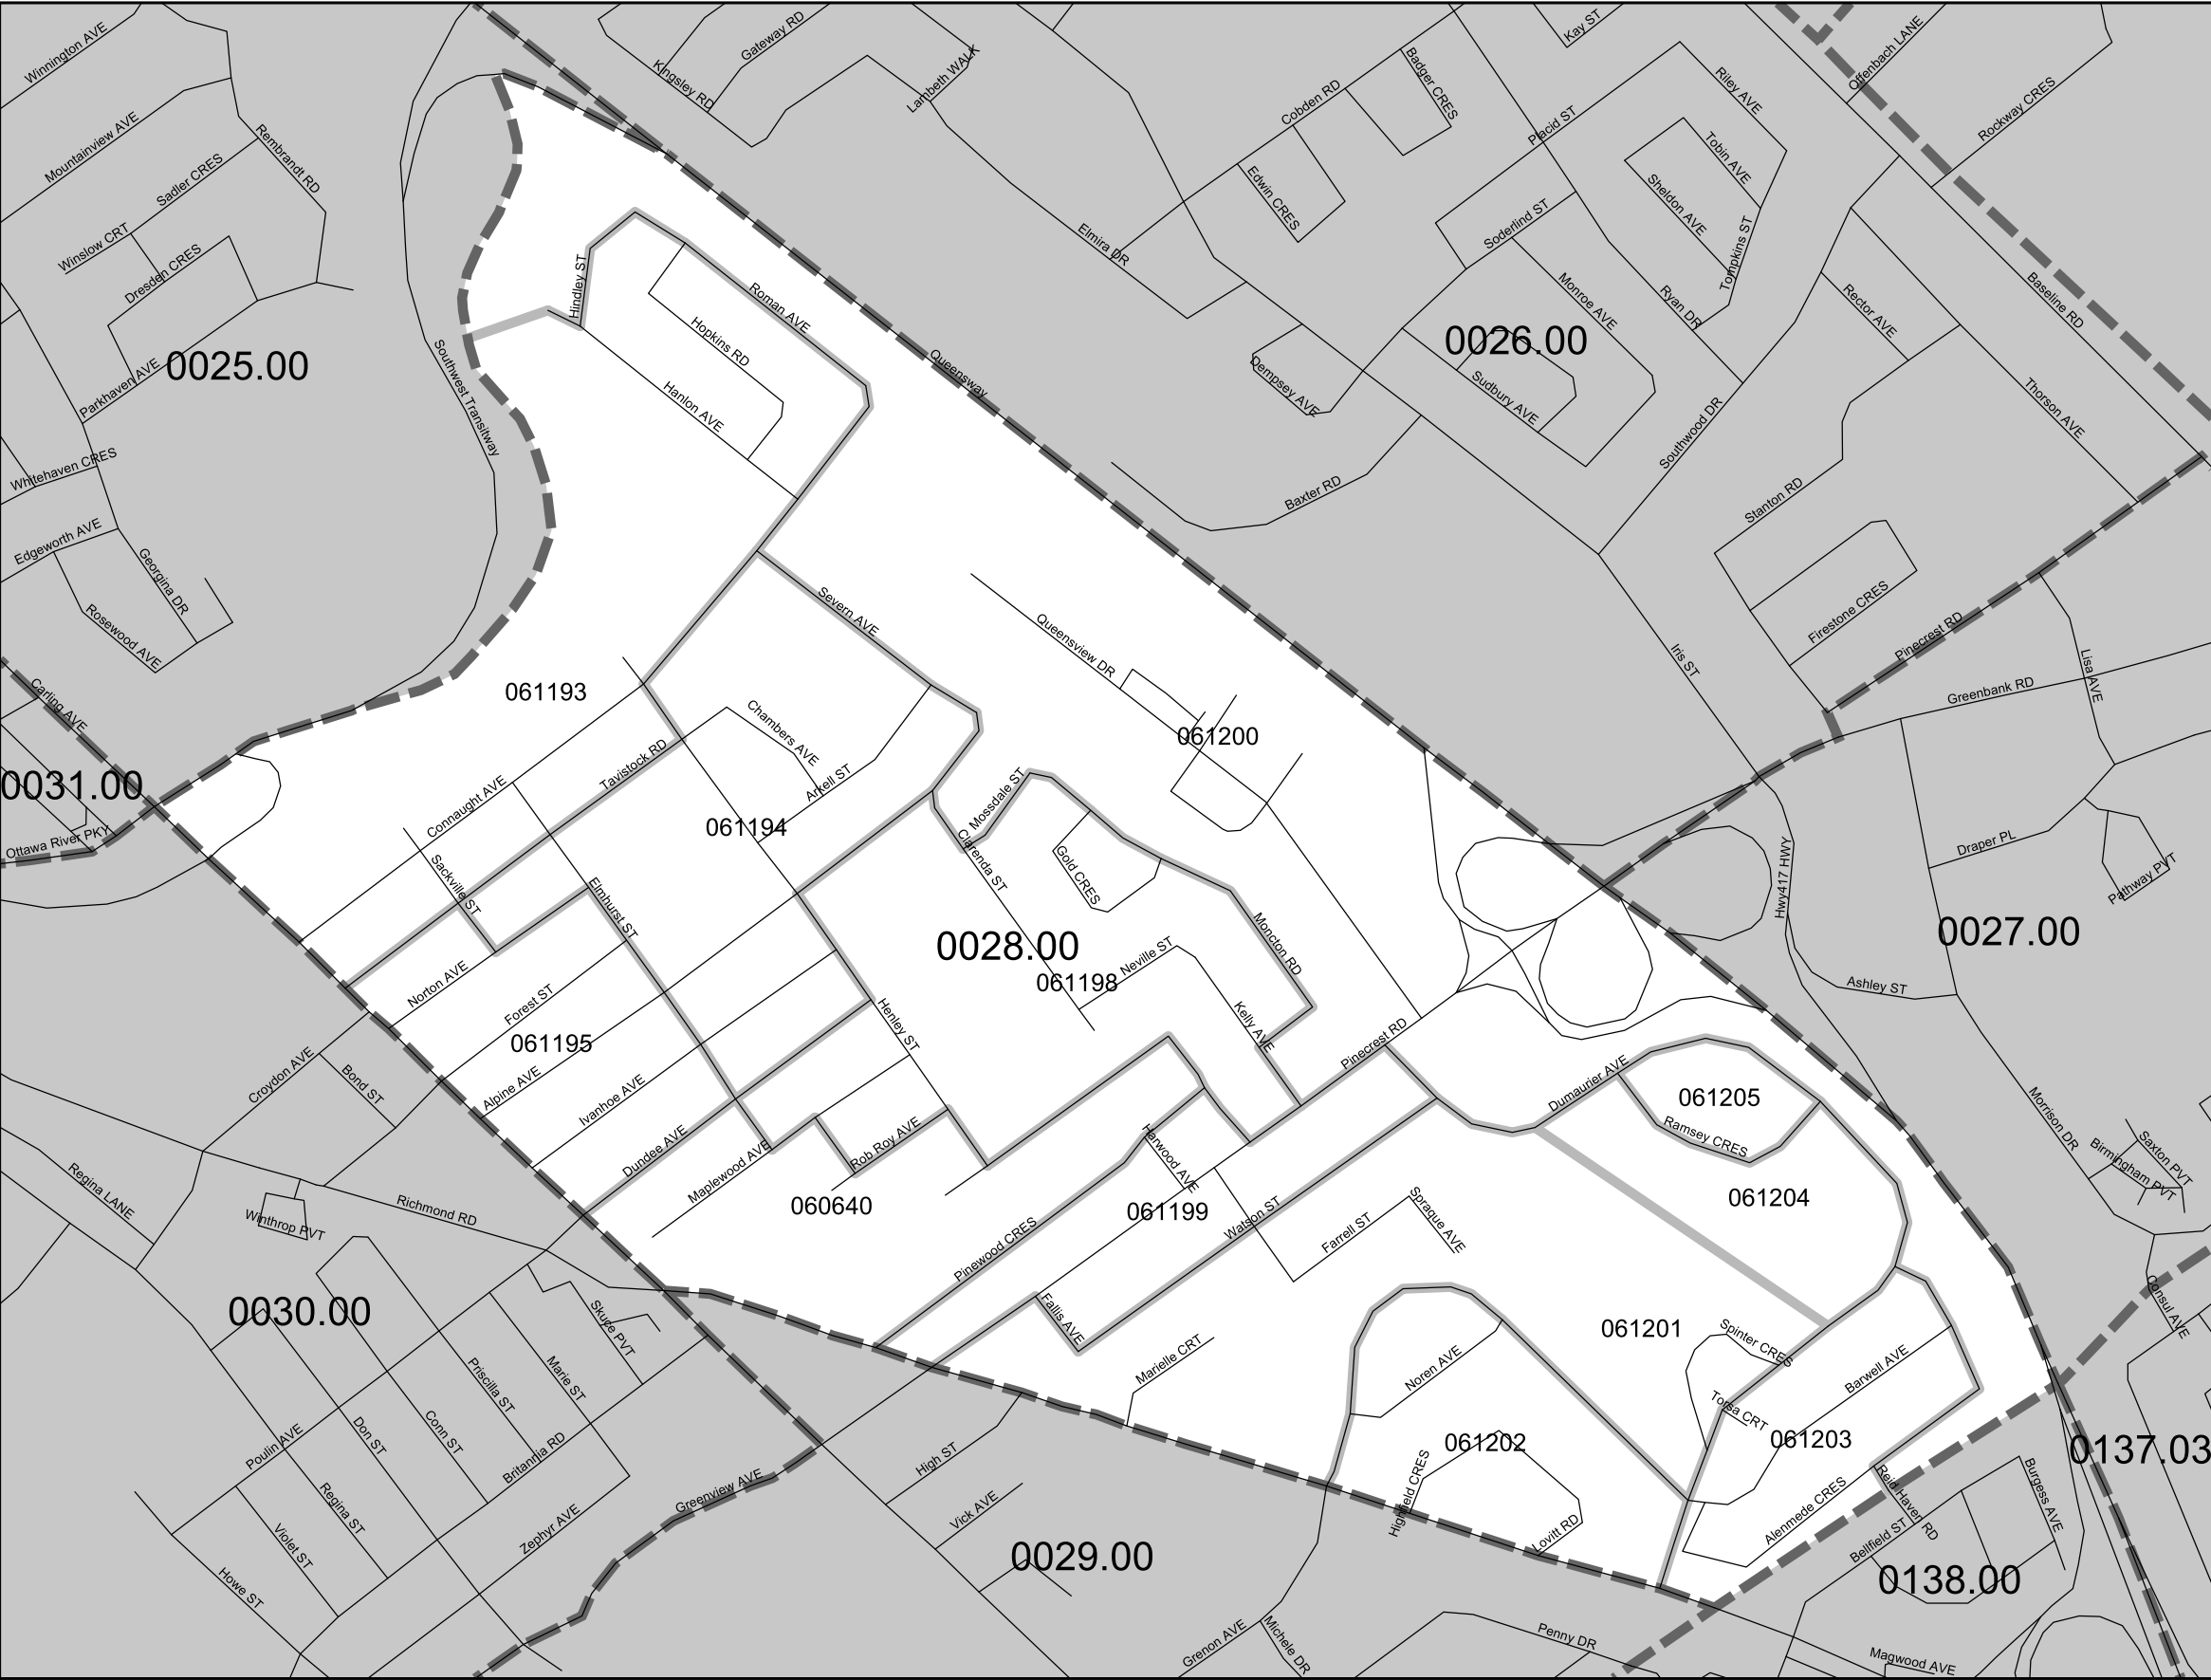 Winnington AVE
Gateway RD
Kingsley RD
Lambeth WALK
Kay ST
Badger CRES
Cobden RD
Riley AVE
Offenbach LANE
Rockway CRES
Mountainview AVE
Rembrandt RD
Sadler CRES
Placid ST
Tobin AVE
Sheldon AVE
Edwin CRES
Winslow CRT
Dresden CRES
Elmira DR
Soderlind ST
Tompkins ST
Hindley ST
Roman AVE
Monroe AVE
Ryan DR
Rector AVE
Baseline RD
Hopkins RD
0026.00
0025.00
Southwest Transitway
Queensway
Parkhaven AVE
Hanlon AVE
Dempsey AVE
Sudbury AVE
Southwood DR
Thorson AVE
Whitehaven CRES
Baxter RD
Stanton RD
Edgeworth AVE
Georgina DR
Rosewood AVE
Severn AVE
Queensview DR
Firestone CRES
Pinecrest RD
Iris ST
Lisa AVE
Greenbank RD
Carling AVE
061193
Chambers AVE
061200
Tavistock RD
0031.00
Connaught AVE
Arkell ST
Mossdale ST
Ottawa River PKY
061194
Clarenda ST
Gold CRES
Draper PL
Pathway PVT
Hwy417 HWY
Sackville ST
Elmhurst ST
0028.00
0027.00
Moncton RD
Neville ST
061198
Norton AVE
Forest ST
Ashley ST
Henley ST
Kelly AVE
061195
Pinecrest RD
Croydon AVE
Bond ST
Alpine AVE
Ivanhoe AVE
Dumaurier AVE
061205
Ramsey CRES
Morrison DR
Saxton PVT
Birmingham PVT
Dundee AVE
Maplewood AVE
Rob Roy AVE
Harwood AVE
Regina LANE
Richmond RD
Winthrop PVT
060640
061199
061204
Pinewood CRES
Watson ST
Farrell ST
Sprague AVE
0030.00
Skuce PVT
Fallis AVE
061201
Consul AVE
Spinter CRES
Priscilla ST
Marie ST
Marielle CRT
Noren AVE
Barwell AVE
Torsa CRT
Poulin AVE
Don ST
Conn ST
Britannia RD
High ST
061202
061203
0137.03
Regina ST
Greenview AVE
Highfield CRES
Alenmede CRES
Reid Haven RD
Burgess AVE
Vick AVE
Violet ST
Zephyr AVE
Lovitt RD
Bellfield ST
0029.00
0138.00
Howe ST
Grenon AVE
Michele DR
Penny DR
Magwood AVE